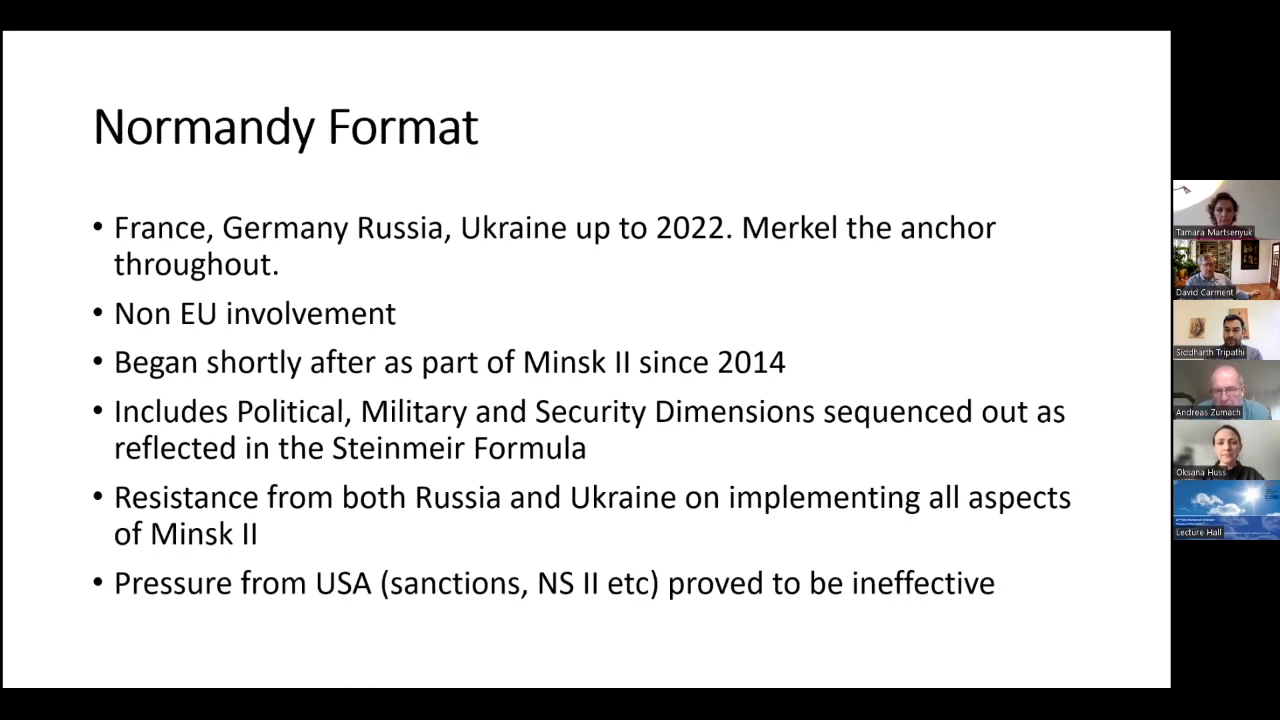 Normandy Format
• France, Germany Russia, Ukraine up to 2022. Merkel the anchor
throughout.
• Non EU involvement
• Began shortly after as part of Minsk II since 2014
• Includes Political, Military and Security Dimensions sequenced out as
reflected in the Steinmeir Formula
• Resistance from both Russia and Ukraine on implementing all aspects
of Minsk II
• Pressure from USA (sanctions, NS II etc) proved to be ineffective
Tamara Martsenyuk
David Carment
Siddharth Tripathi
Andreas Zumach
Oksana Huss
Lecture Hall